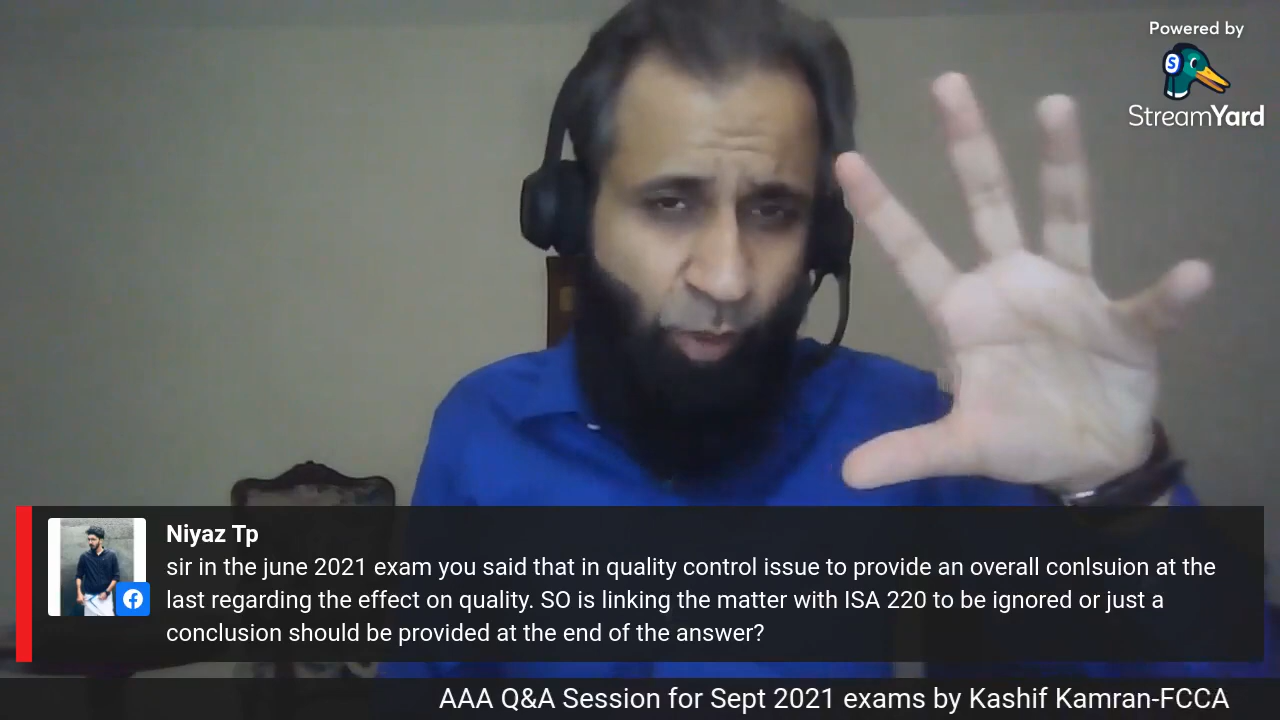 Powered by
StreamYard
Niyaz Tp
sir in the june 2021 exam you said that in quality control issue to provide an overall conlsuion at the
last regarding the effect on quality. SO is linking the matter with ISA 220 to be ignored or just a
conclusion should be provided at the end of the answer?
AAA Q&A Session for Sept 2021 exams by Kashif Kamran-FCCA